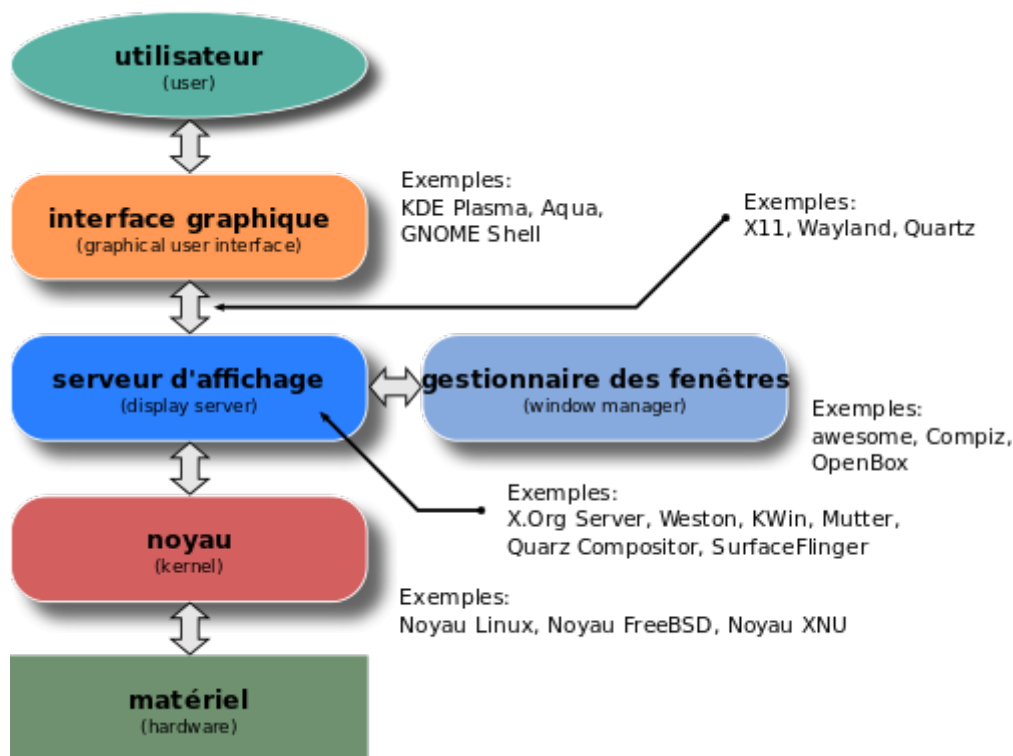 utilisateur
(user)
interface graphique
(graphical user interface)
Exemples:
KDE Plasma, Aqua,
GNOME Shell
Exemples:
X11, Wayland, Quartz
serveur d'affichage
(display server)
gestionnaire des fenêtres
(window manager)
Exemples:
awesome, Compiz,
OpenBox
Exemples:
X.Org Server, Weston, KWin, Mutter,
Quarz Compositor, SurfaceFlinger
noyau
(kernel)
Exemples:
Noyau Linux, Noyau FreeBSD, Noyau XNU
matériel
(hardware)